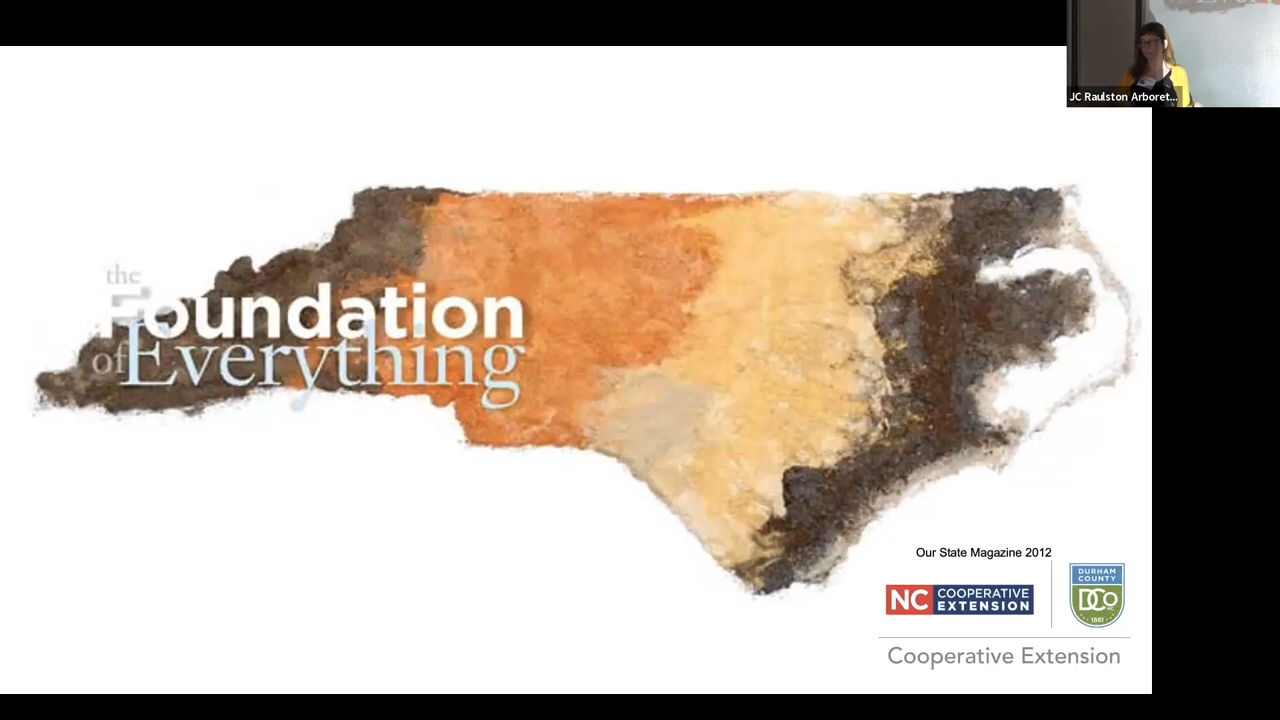 JC Raulston Arboret...
the
Foundation
of Everything
Our State Magazine 2012
NC COOPERATIVE
EXTENSION
DURHAM
COUNTY
DCo
NC
1881
Cooperative Extension